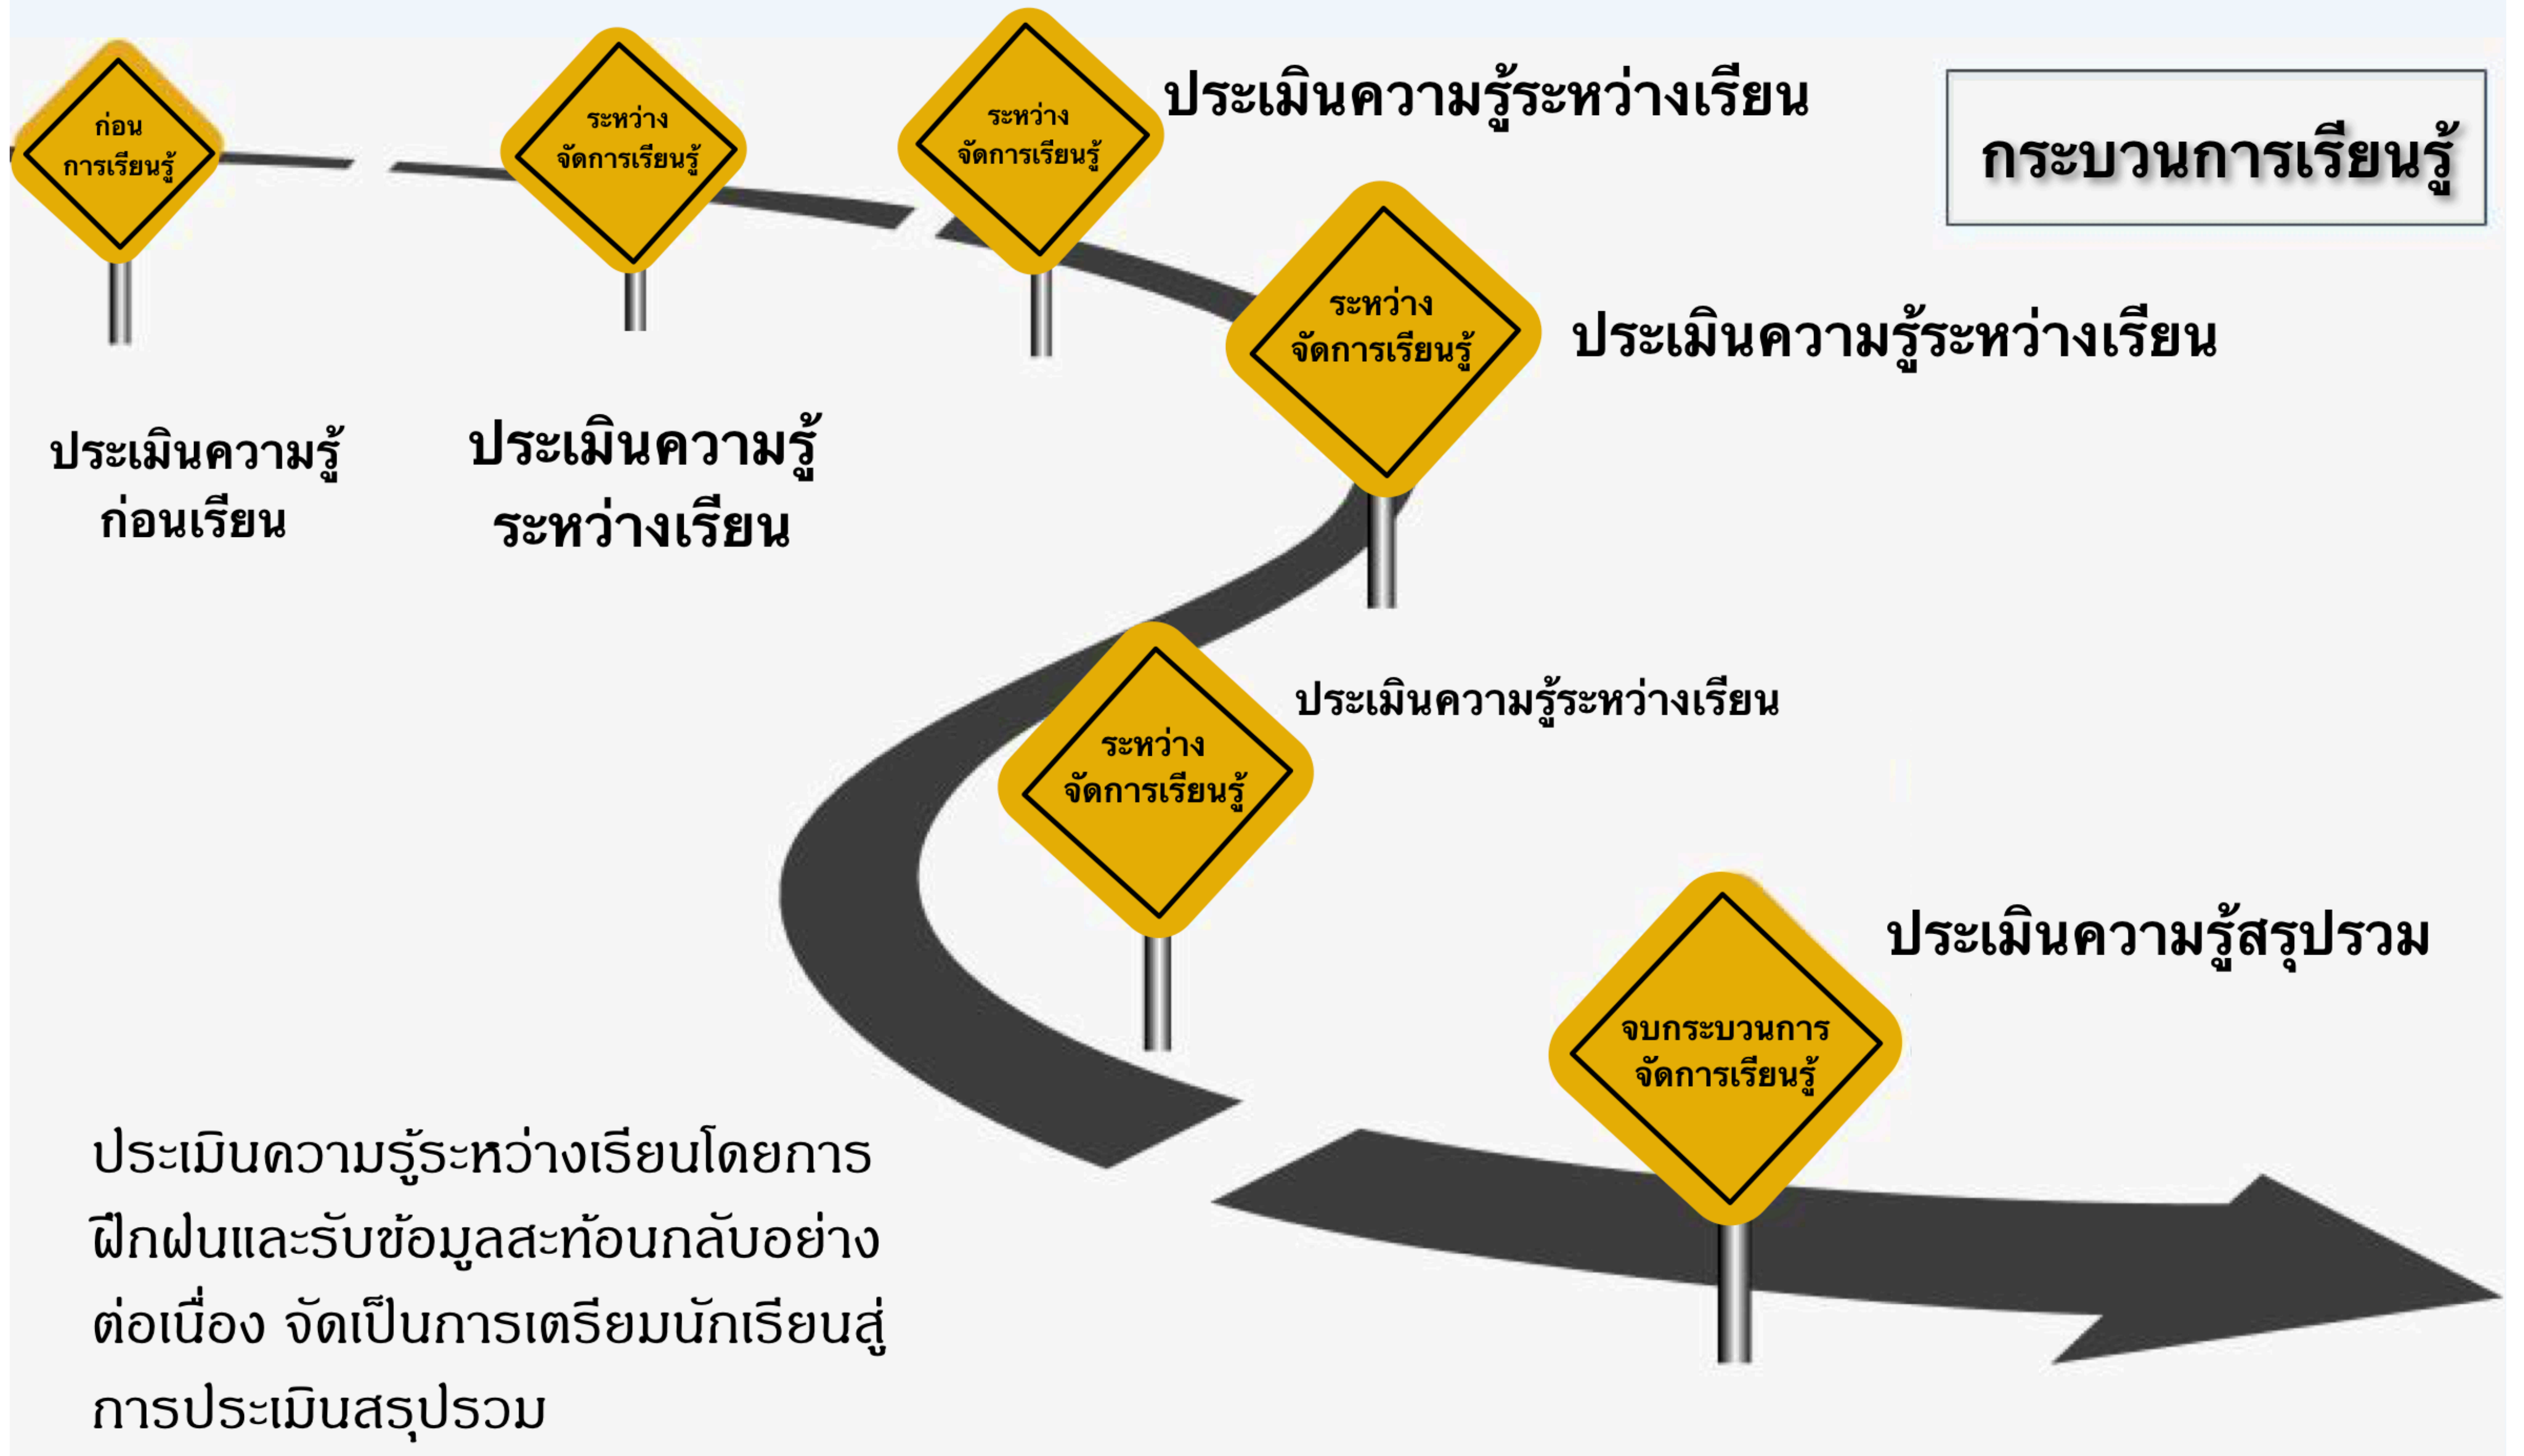 ก่อน
การเรียนรู้
ระหว่าง
จัดการเรียนรู้
ระหว่าง
จัดการเรียนรู้
ประเมินความรู้ระหว่างเรียน
กระบวนการเรียนรู้
ระหว่าง
จัดการเรียนรู้
ประเมินความรู้ระหว่างเรียน
ประเมินความรู้
ก่อนเรียน
ประเมินความรู้
ระหว่างเรียน
ระหว่าง
จัดการเรียนรู้
ประเมินความรู้ระหว่างเรียน
จบกระบวนการ
จัดการเรียนรู้
ประเมินความรู้สรุปรวม
ประเมินความรู้ระหว่างเรียนโดยการ
ฝึกฝนและรับข้อมูลสะท้อนกลับอย่าง
ต่อเนื่อง จัดเป็นการเตรียมนักเรียนสู่
การประเมินสรุปรวม